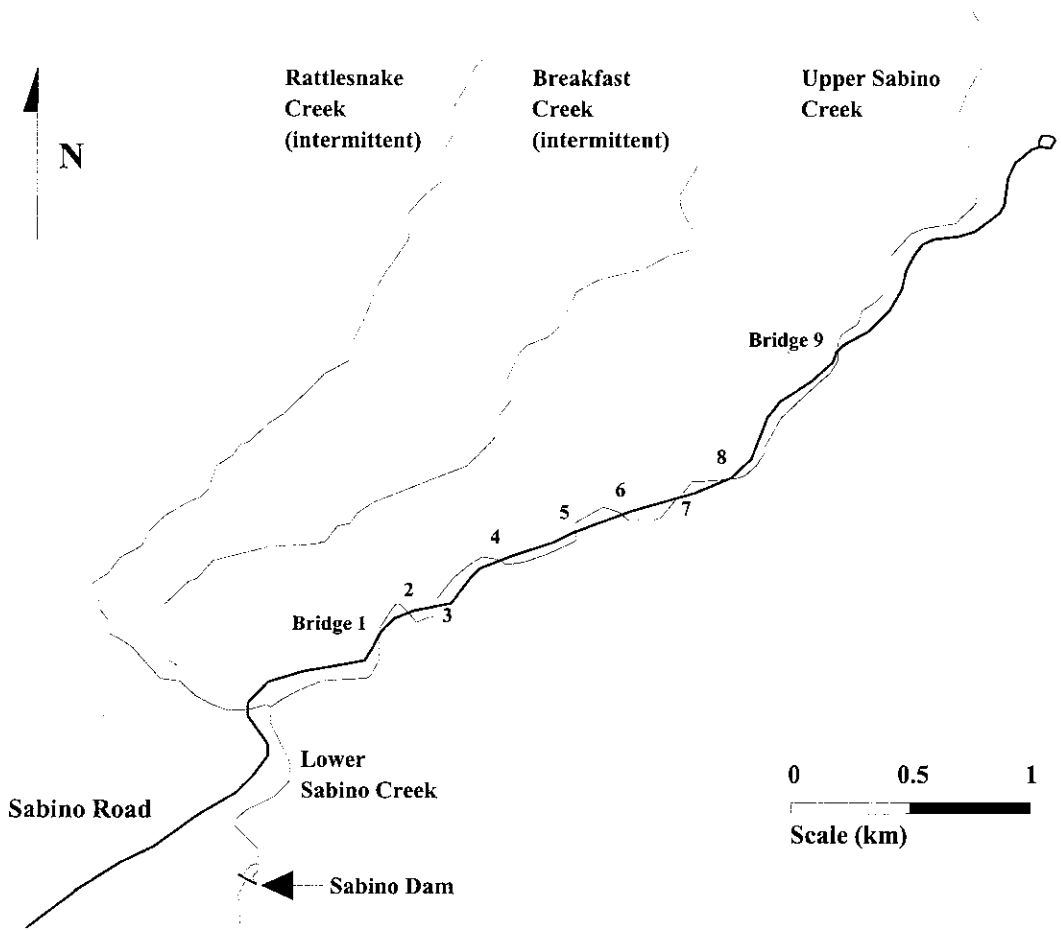 Rattlesnake
Creek
(intermittent)
Breakfast
Creek
(intermittent)
Upper Sabino
Creek
N
Bridge 9
8
7
6
5
4
3
2
Bridge 1
Lower
Sabino Creek
Sabino Road
Sabino Dam
0 0.5 1
Scale (km)